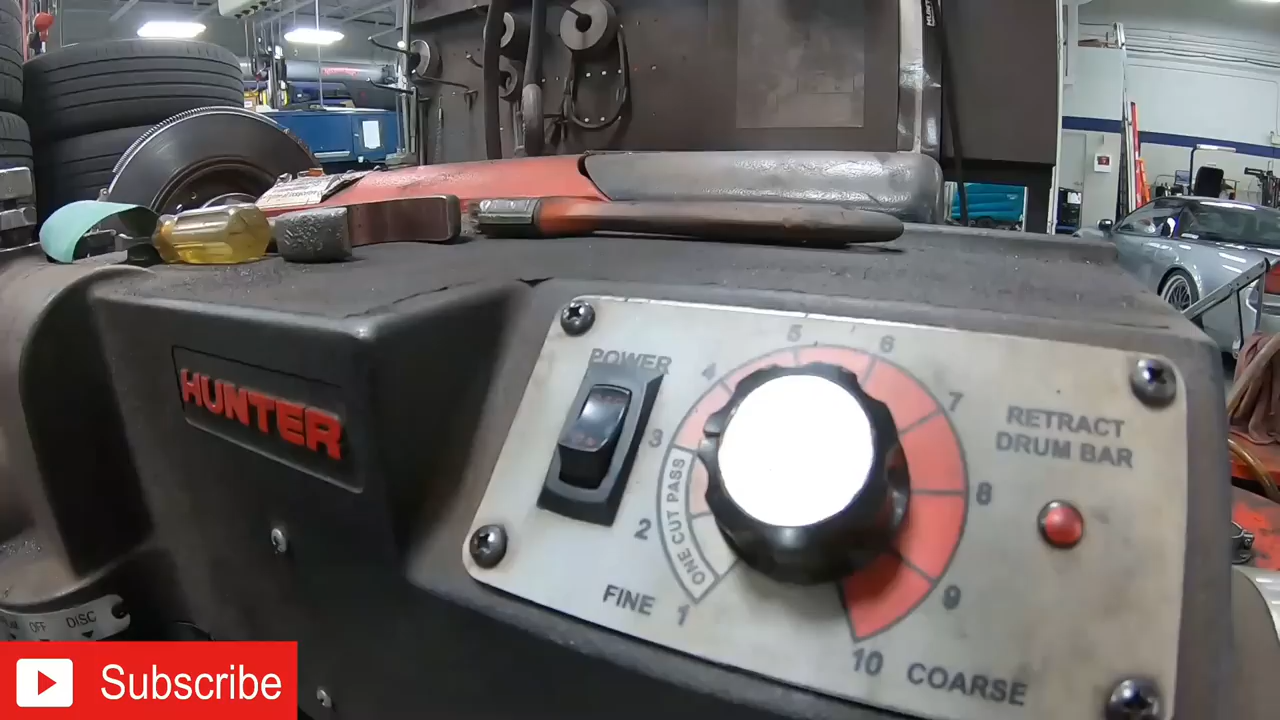 HUNTER
POWER
5
6
4
7
3
ONE CUT PASS
8
2
9
FINE
1
10
COARSE
RETRACT
DRUM BAR
OFF
DISC
Subscribe